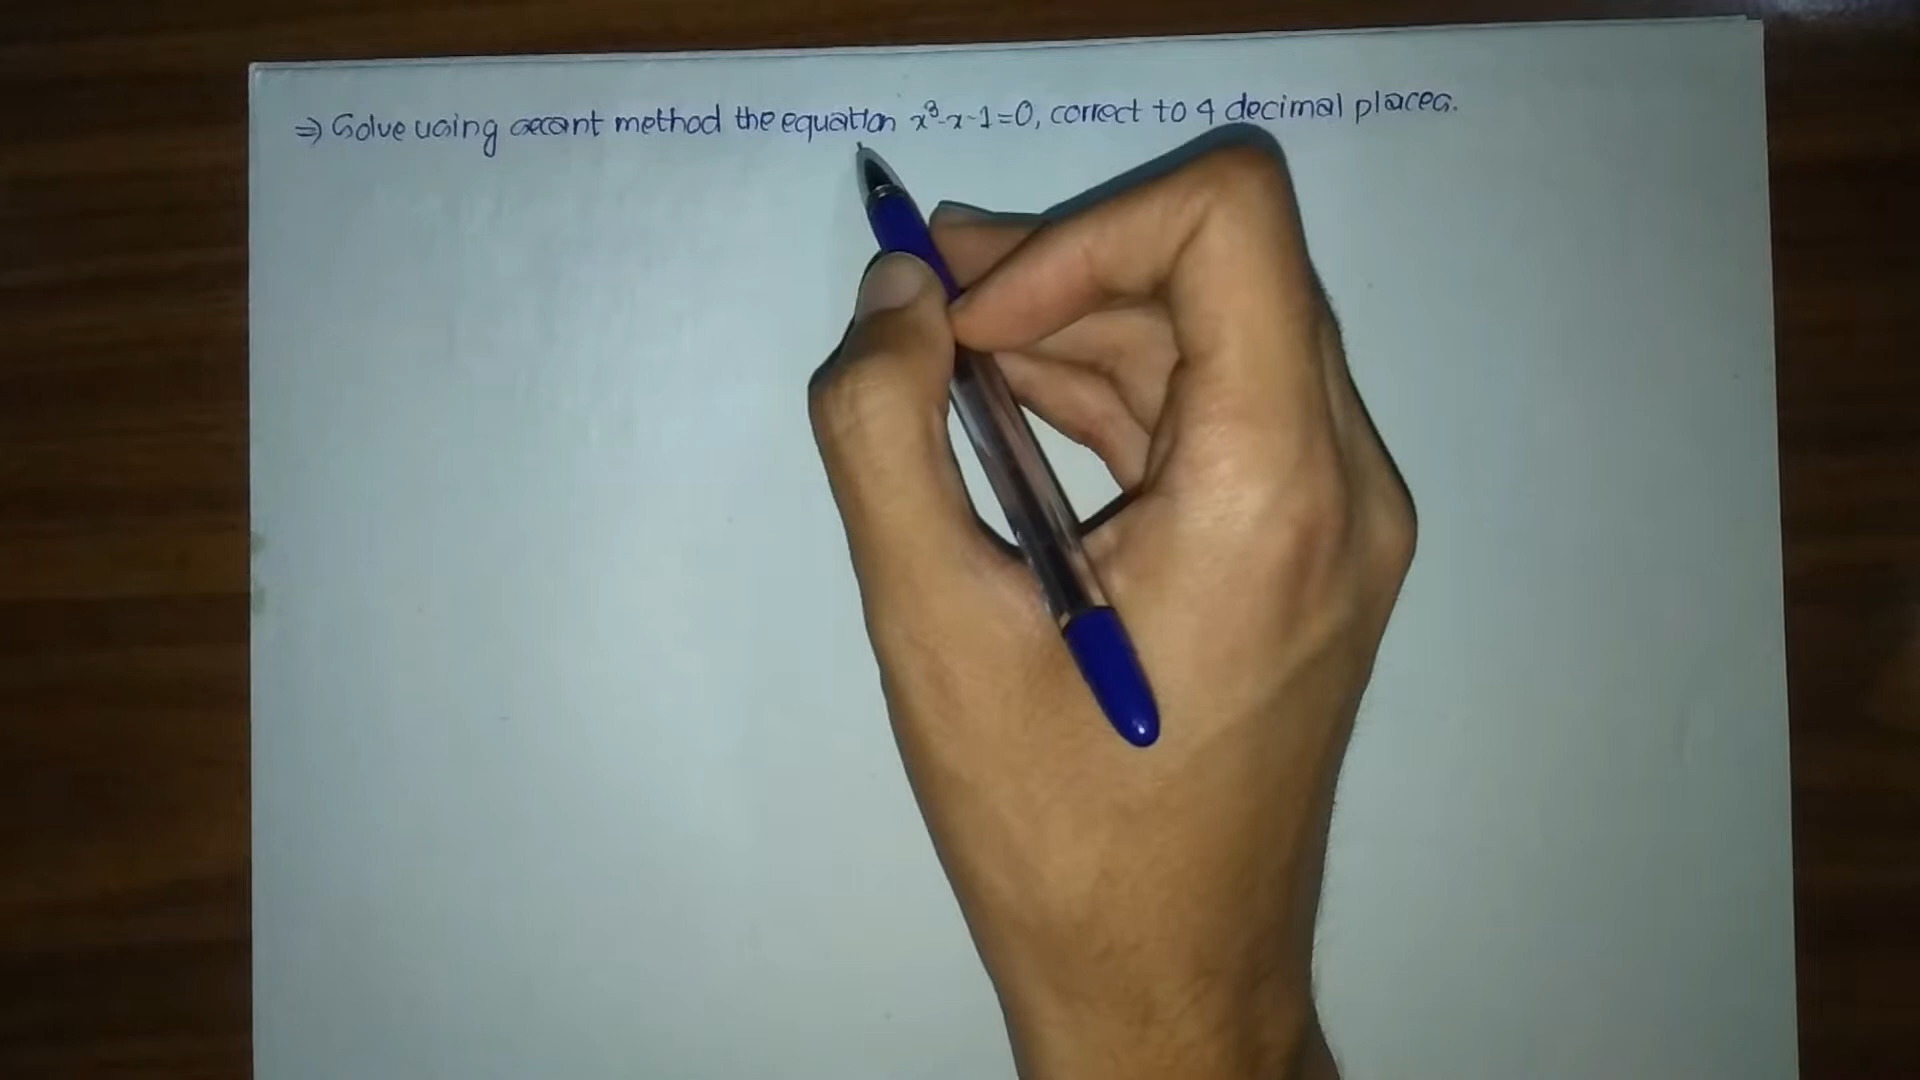 ⇒ Solve using secant method the equation x³-x-1=0, correct to 4 decimal places.